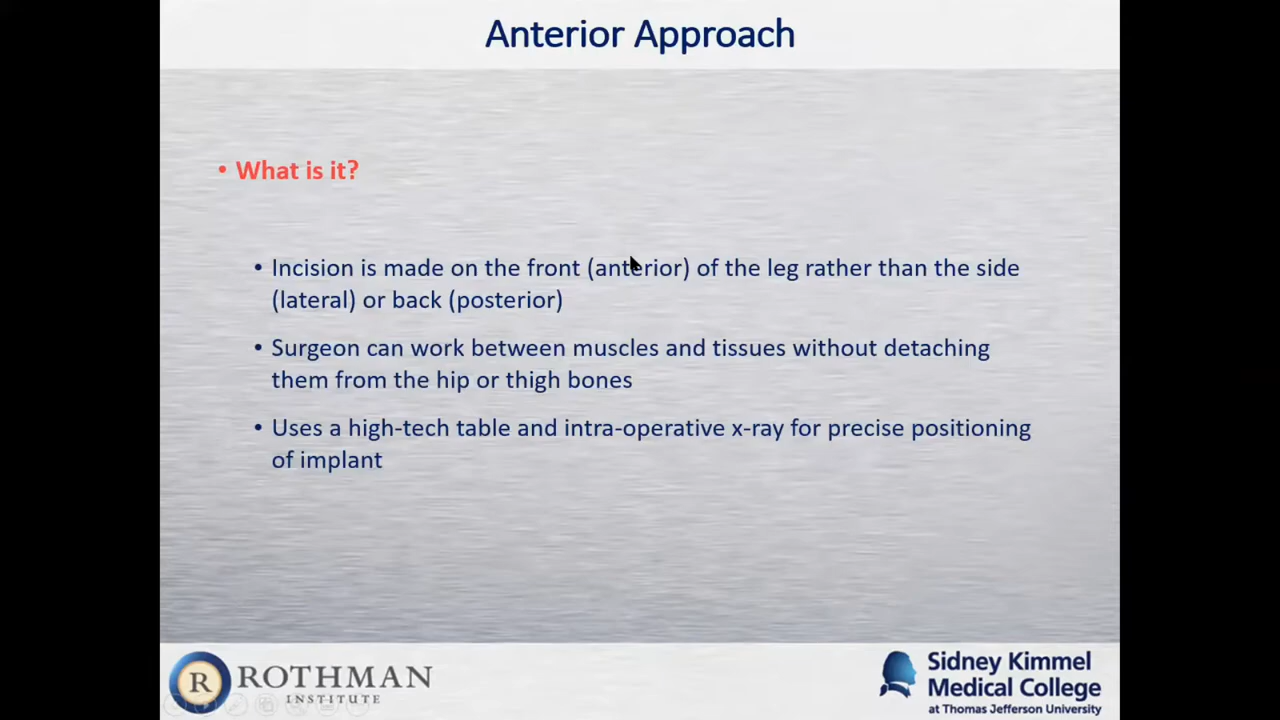 Anterior Approach
• What is it?
• Incision is made on the front (anterior) of the leg rather than the side
(lateral) or back (posterior)
• Surgeon can work between muscles and tissues without detaching
them from the hip or thigh bones
• Uses a high-tech table and intra-operative x-ray for precise positioning
of implant
R ROTHMAN
INSTITUTE
Sidney Kimmel
Medical College
at Thomas Jefferson University